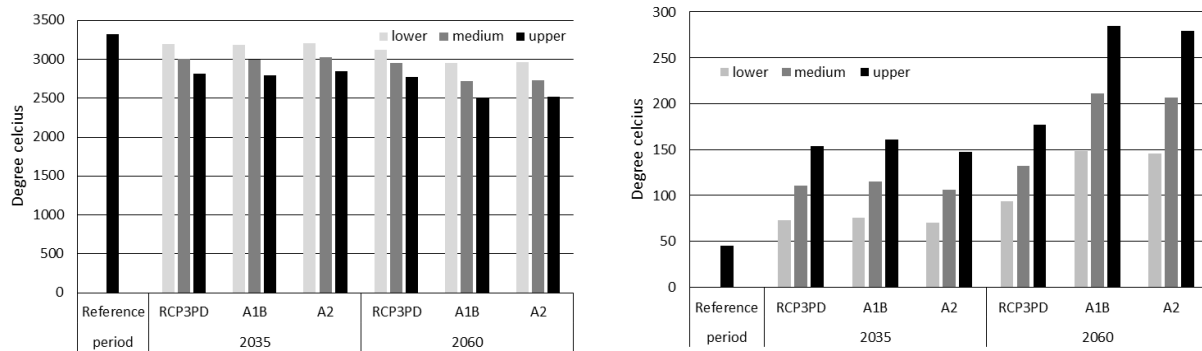 3500
3000
2500
2000
1500
1000
500
0
Degree celcius
lower medium upper
Reference RCP3PD A1B A2 RCP3PD A1B A2
period 2035 2060
300
250
200
150
100
50
0
Degree celcius
lower medium upper
Reference RCP3PD A1B A2 RCP3PD A1B A2
period 2035 2060